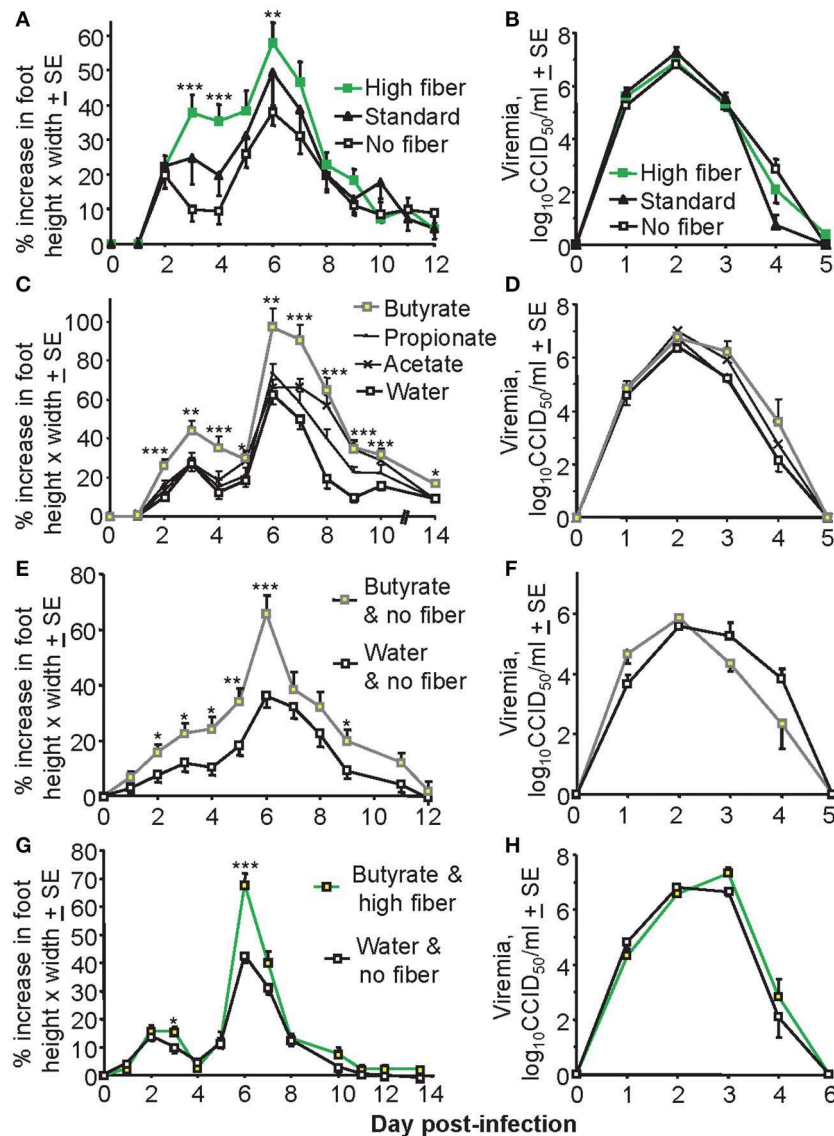 A
% increase in foot
height x width ± SE
60
50
40
30
20
10
0
**
***
***
High fiber
Standard
No fiber
0 2 4 6 8 10 12
B
Viremia,
log10CCID50/ml ± SE
8
6
4
2
0
High fiber
Standard
No fiber
0 1 2 3 4 5
C
% increase in foot
height x width ± SE
100
80
60
40
20
0
**
***
***
**
***
***
*
***
***
*
Butyrate
Propionate
Acetate
Water
0 2 4 6 8 10 14
D
Viremia,
log10CCID50/ml ± SE
8
6
4
2
0
0 1 2 3 4 5
E
% increase in foot
height x width ± SE
80
60
40
20
0
***
**
*
*
*
*
Butyrate
& no fiber
Water
& no fiber
0 2 4 6 8 10 12
F
Viremia,
log10CCID50/ml ± SE
6
4
2
0
0 1 2 3 4 5
G
% increase in foot
height x width ± SE
70
60
50
40
30
20
10
0
***
*
Butyrate &
high fiber
Water &
no fiber
0 2 4 6 8 10 12 14
H
Viremia,
log10CCID50/ml ± SE
8
6
4
2
0
0 1 2 3 4 6
Day post-infection